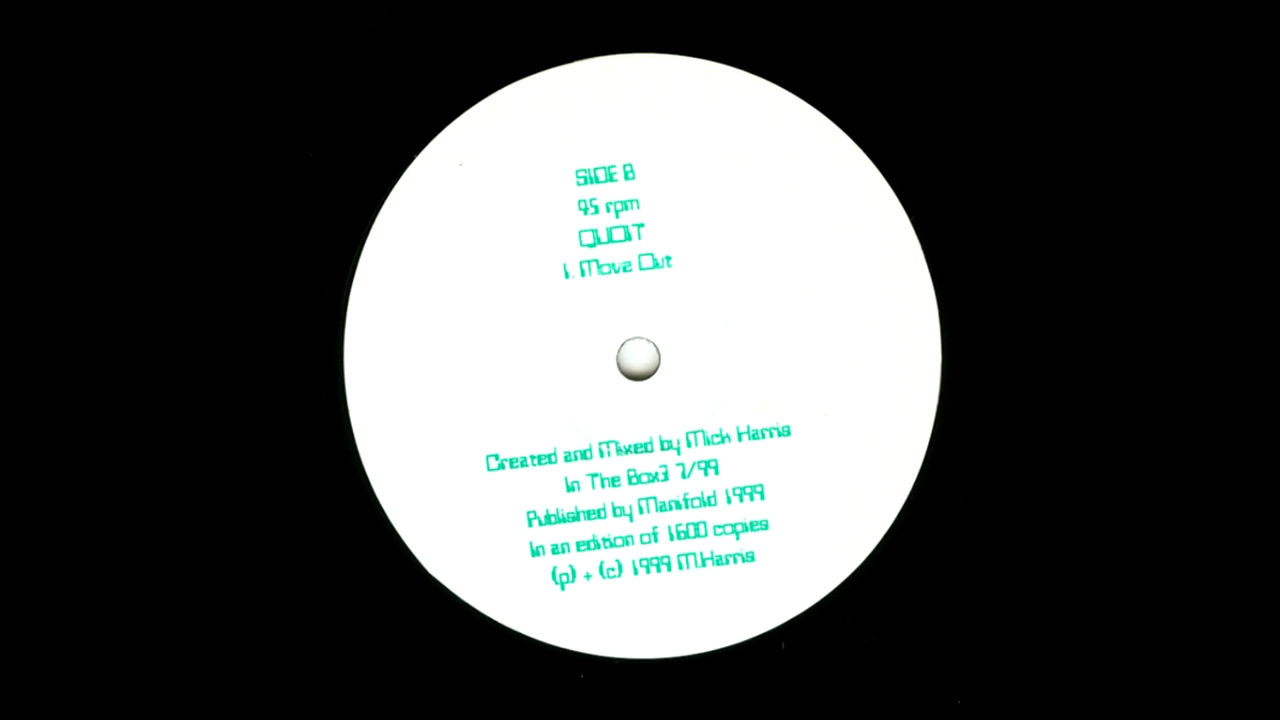 SIDE B
45 rpm
QUOIT
1. Move Out
Created and Mixed by Mick Harris
In The Box3 7/99
Published by Manifold 1999
In an edition of 1600 copies
(p) + (c) 1999 M.Harris